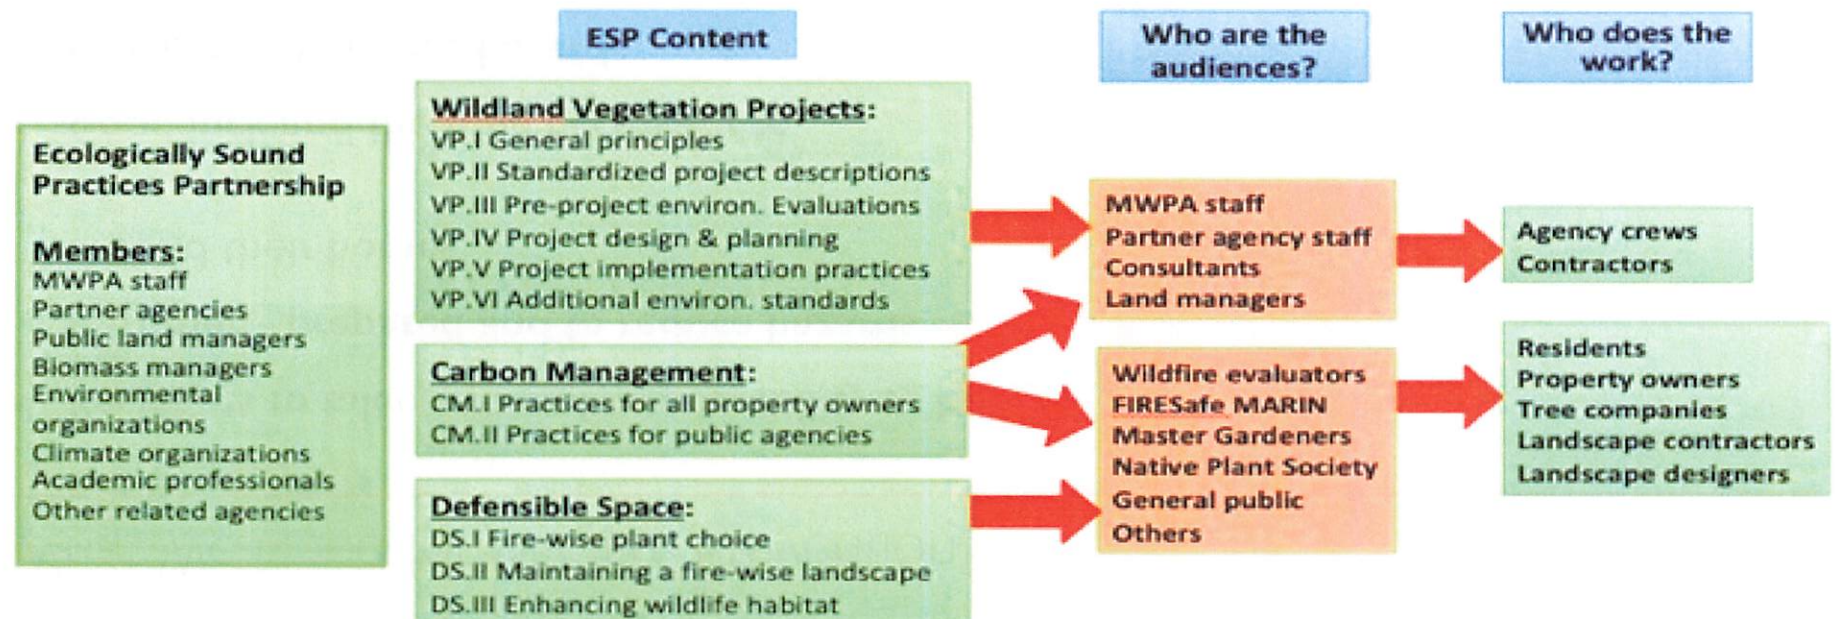 ESP Content
Who are the
audiences?
Who does the
work?
Ecologically Sound
Practices Partnership
Members:
MWPA staff
Partner agencies
Public land managers
Biomass managers
Environmental
organizations
Climate organizations
Academic professionals
Other related agencies
Wildland Vegetation Projects:
VP.I General principles
VP.II Standardized project descriptions
VP.III Pre-project environ. Evaluations
VP.IV Project design & planning
VP.V Project implementation practices
VP.VI Additional environ. standards
Carbon Management:
CM.I Practices for all property owners
CM.II Practices for public agencies
Defensible Space:
DS.I Fire-wise plant choice
DS.II Maintaining a fire-wise landscape
DS.III Enhancing wildlife habitat
MWPA staff
Partner agency staff
Consultants
Land managers
Wildfire evaluators
FIRESafe MARIN
Master Gardeners
Native Plant Society
General public
Others
Agency crews
Contractors
Residents
Property owners
Tree companies
Landscape contractors
Landscape designers